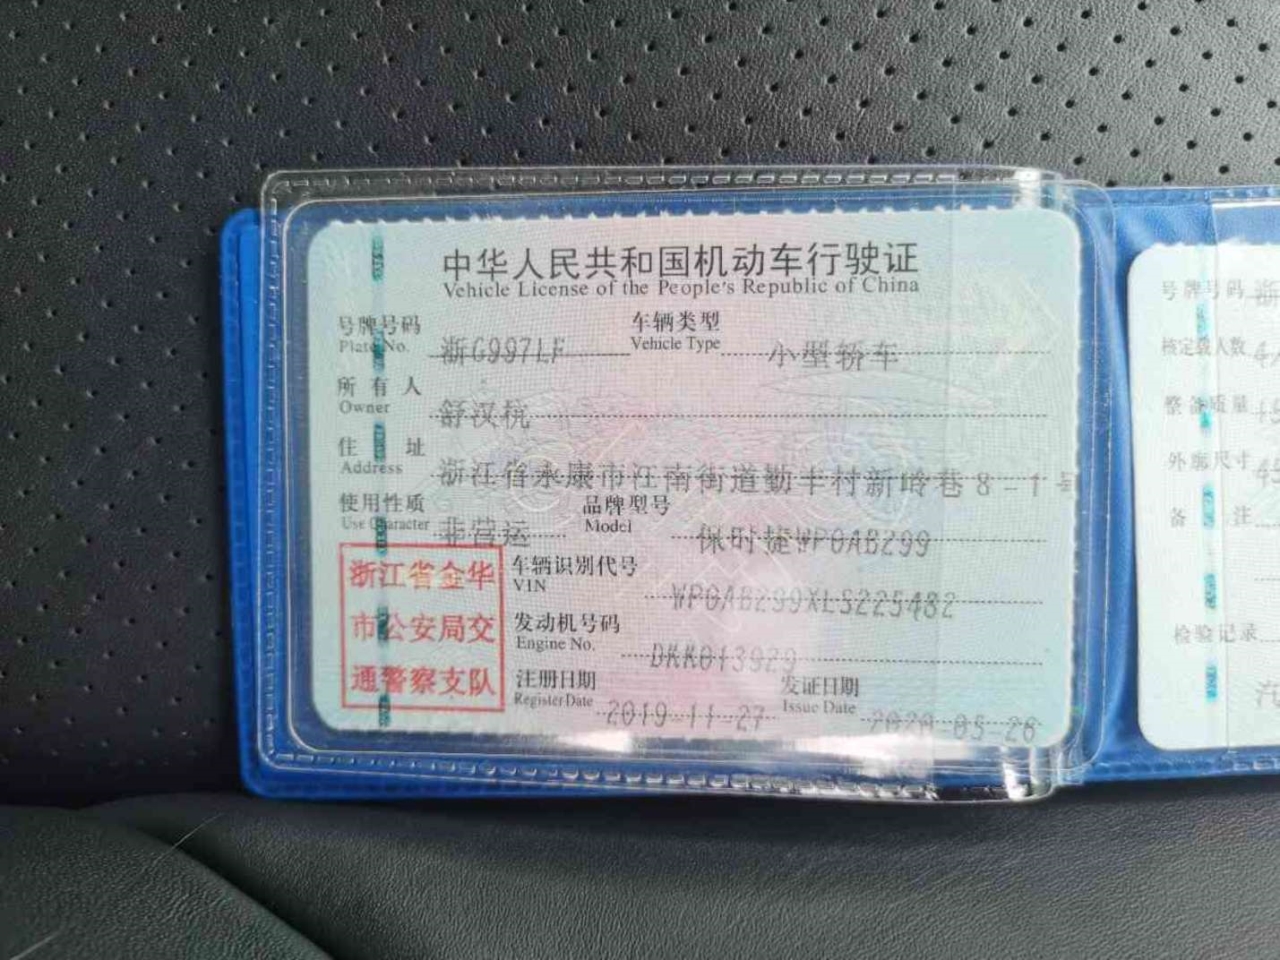 中华人民共和国机动车行驶证
Vehicle License of the People's Republic of China
号牌号码 浙G997LF 车辆类型 小型轿车
Plate No. Vehicle Type
所有人 舒汉杭
Owner
住址 浙江省永康市江南街道勤丰村新岭巷8-1号
Address
使用性质 非营运 品牌型号 保时捷WP0AB299
Use Character Model
浙江省金华
市公安局交
通警察支队
车辆识别代号 WP0AB299XLS225482
VIN
发动机号码 DKK013929
Engine No.
注册日期 2019-11-27 发证日期 2020-05-26
Register Date Issue Date
号牌号码 浙
核定载人数 4
整备质量
外廓尺寸 45
备注
检验记录